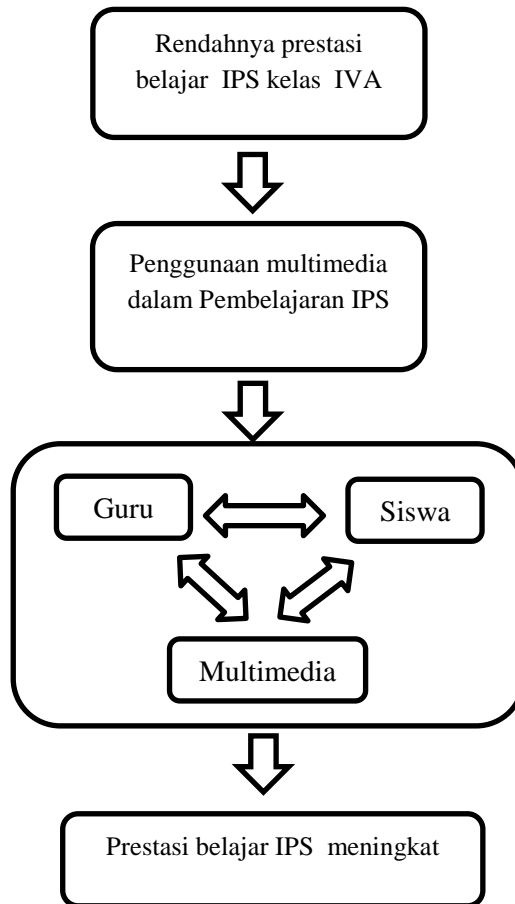 Rendahnya prestasi
belajar IPS kelas IVA
Penggunaan multimedia
dalam Pembelajaran IPS
Guru
Siswa
Multimedia
Prestasi belajar IPS meningkat